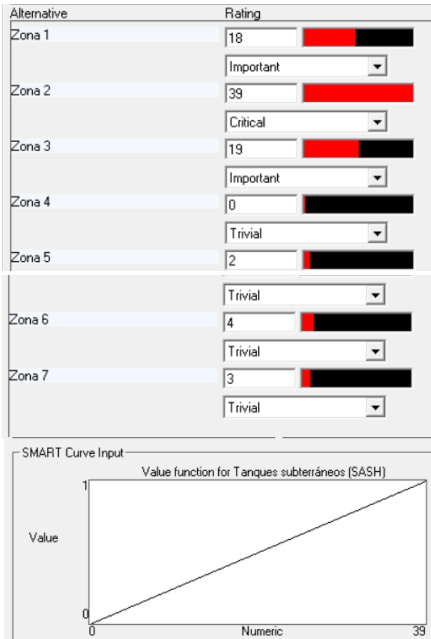 Alternative Rating
Zona 1 18
Important
Zona 2 39
Critical
Zona 3 19
Important
Zona 4 0
Trivial
Zona 5 2
Trivial
Zona 6 4
Trivial
Zona 7 3
Trivial
SMART Curve Input
Value function for Tanques subterráneos (SASH)
1
Value
0
0 Numeric 39